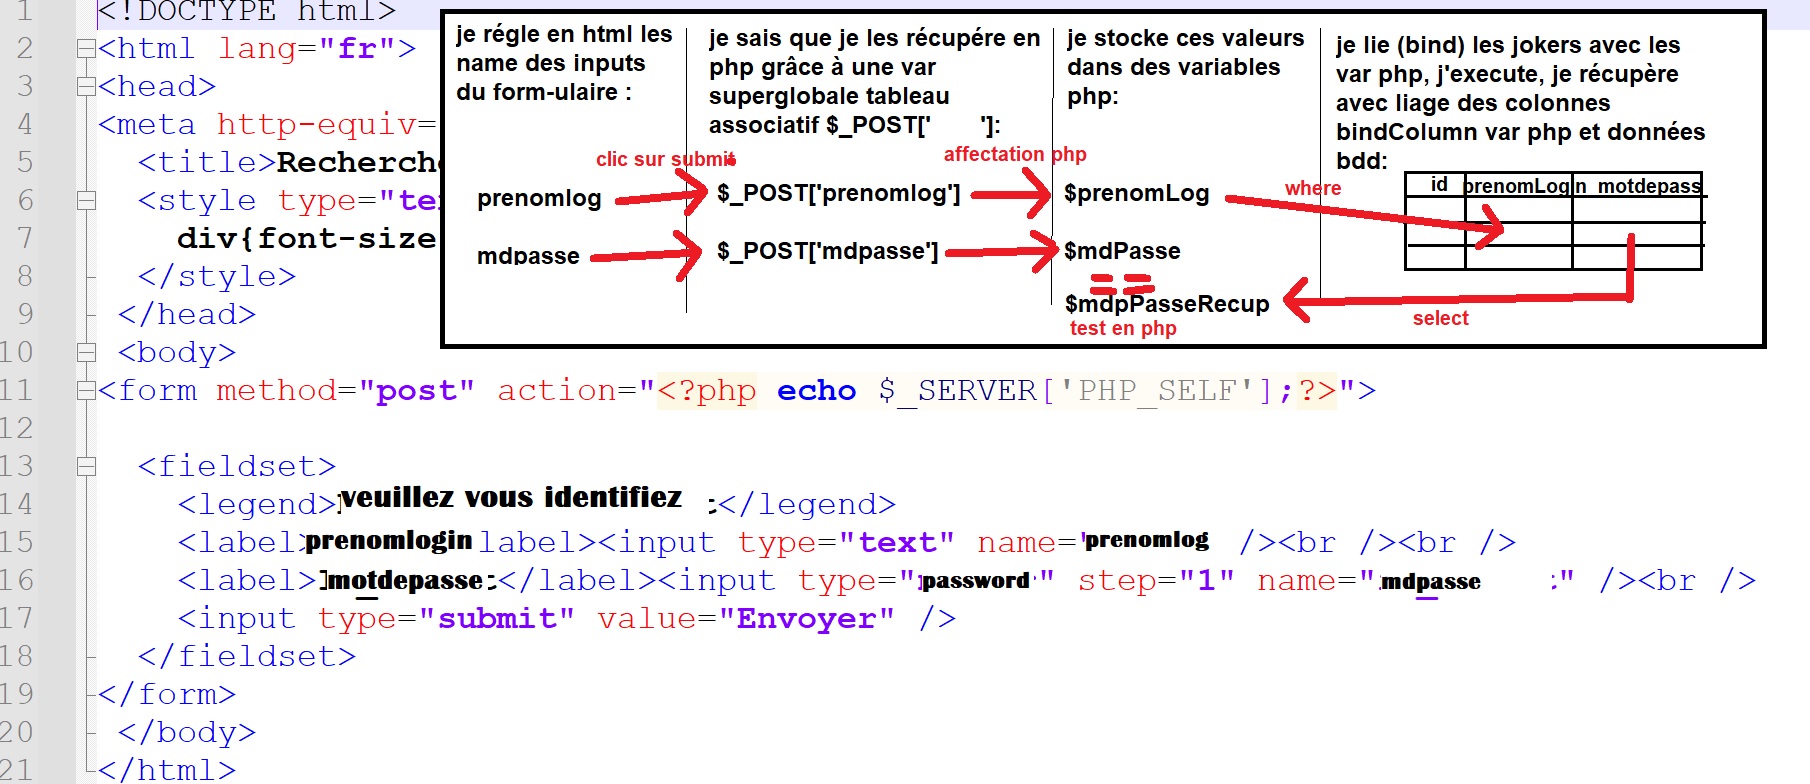 1 <!DOCTYPE html>
2 <html lang="fr">
3 <head>
4 <meta http-equiv=
5 <title>Recherche
6 <style type="te
7 div{font-size
8 </style>
9 </head>
10 <body>
11 <form method="post" action="<?php echo $_SERVER['PHP_SELF'];?>">
12
13 <fieldset>
14 <legend>veuillez vous identifiez </legend>
15 <label>prenomlogin label><input type="text" name="prenomlog /><br /><br />
16 <label>motdepasse</label><input type="password" step="1" name="mdpasse " /><br />
17 <input type="submit" value="Envoyer" />
18 </fieldset>
19 </form>
20 </body>
21 </html>
je régle en html les
name des inputs
du form-ulaire :
prenomlog
mdpasse
clic sur submit
je sais que je les récupére en
php grâce à une var
superglobale tableau
associatif $_POST[' ']:
$_POST['prenomlog']
$_POST['mdpasse']
affectation php
je stocke ces valeurs
dans des variables
php:
$prenomLog
$mdPasse
$mdpPasseRecup
test en php
je lie (bind) les jokers avec les
var php, j'execute, je récupère
avec liage des colonnes
bindColumn var php et données
bdd:
id prenomLogin motdepass
where
select